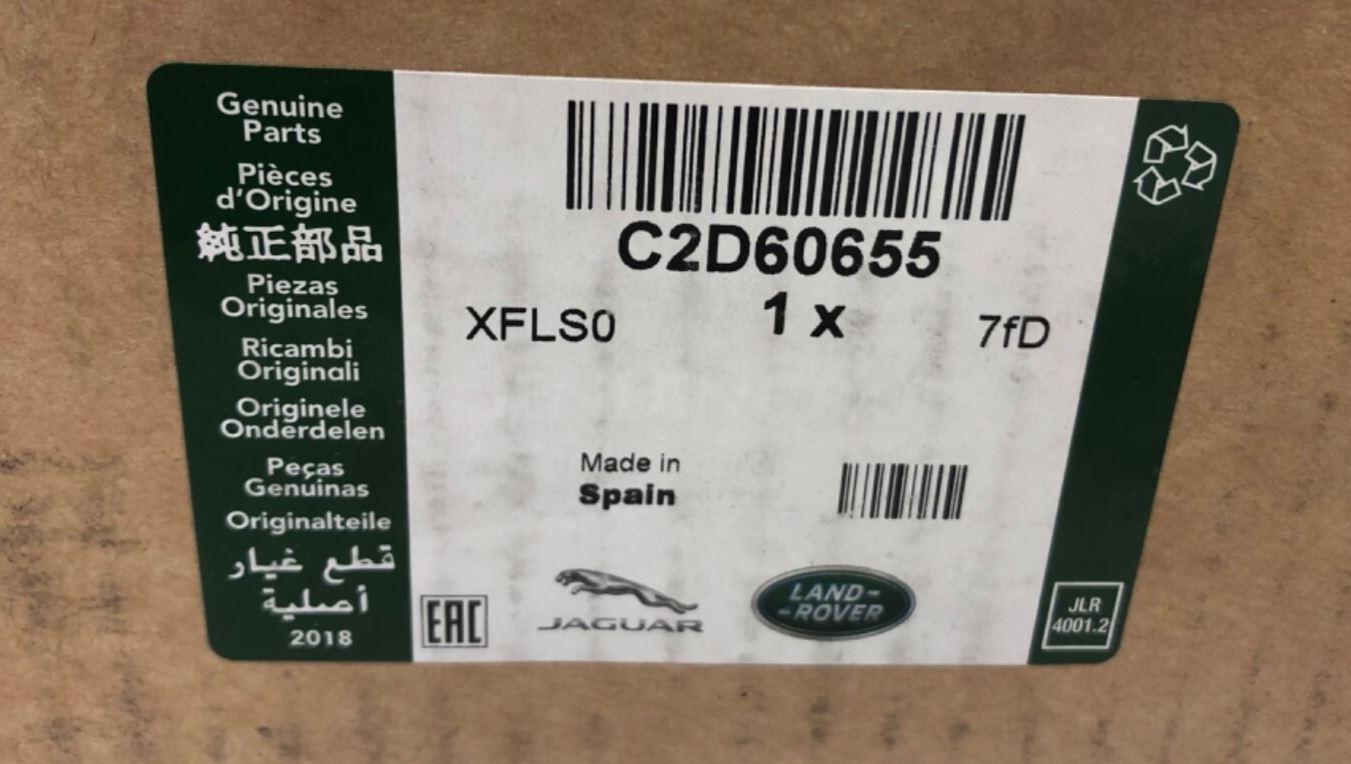 Genuine
Parts
Pièces
d'Origine
純正部品
Piezas
Originales
Ricambi
Originali
Originele
Onderdelen
Peças
Genuinas
Originalteile
قطع غيار
أصلية
2018
C2D60655
XFLS0 1 x 7fD
Made in
Spain
EAC
JAGUAR
LAND-
-ROVER
JLR
4001.2